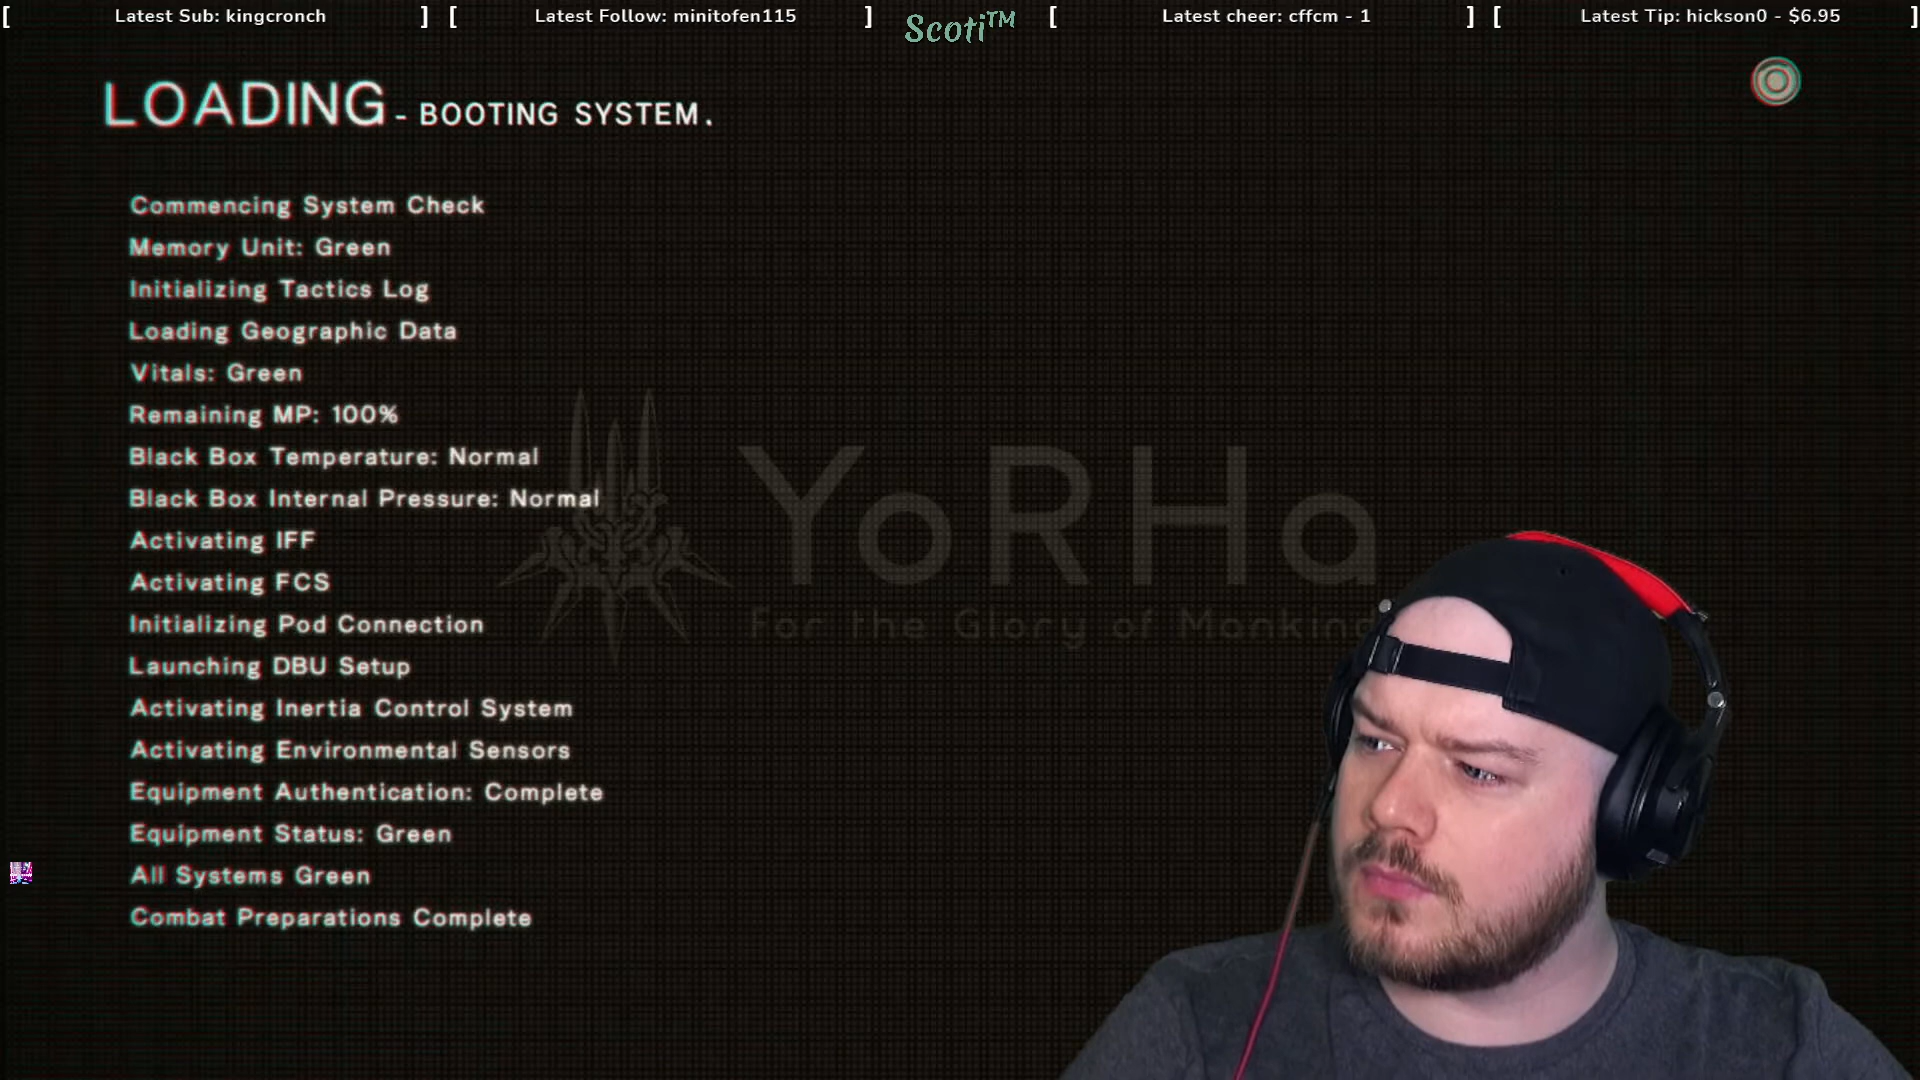 [ Latest Sub: kingcronch ] [ Latest Follow: minitofen115 ] Scoti™ [ Latest cheer: cffcm - 1 ] [ Latest Tip: hickson0 - $6.95 ]
LOADING - BOOTING SYSTEM.
Commencing System Check
Memory Unit: Green
Initializing Tactics Log
Loading Geographic Data
Vitals: Green
Remaining MP: 100%
Black Box Temperature: Normal
Black Box Internal Pressure: Normal
Activating IFF
Activating FCS
Initializing Pod Connection
Launching DBU Setup
Activating Inertia Control System
Activating Environmental Sensors
Equipment Authentication: Complete
Equipment Status: Green
All Systems Green
Combat Preparations Complete
YoRHa
For the Glory of Mankind